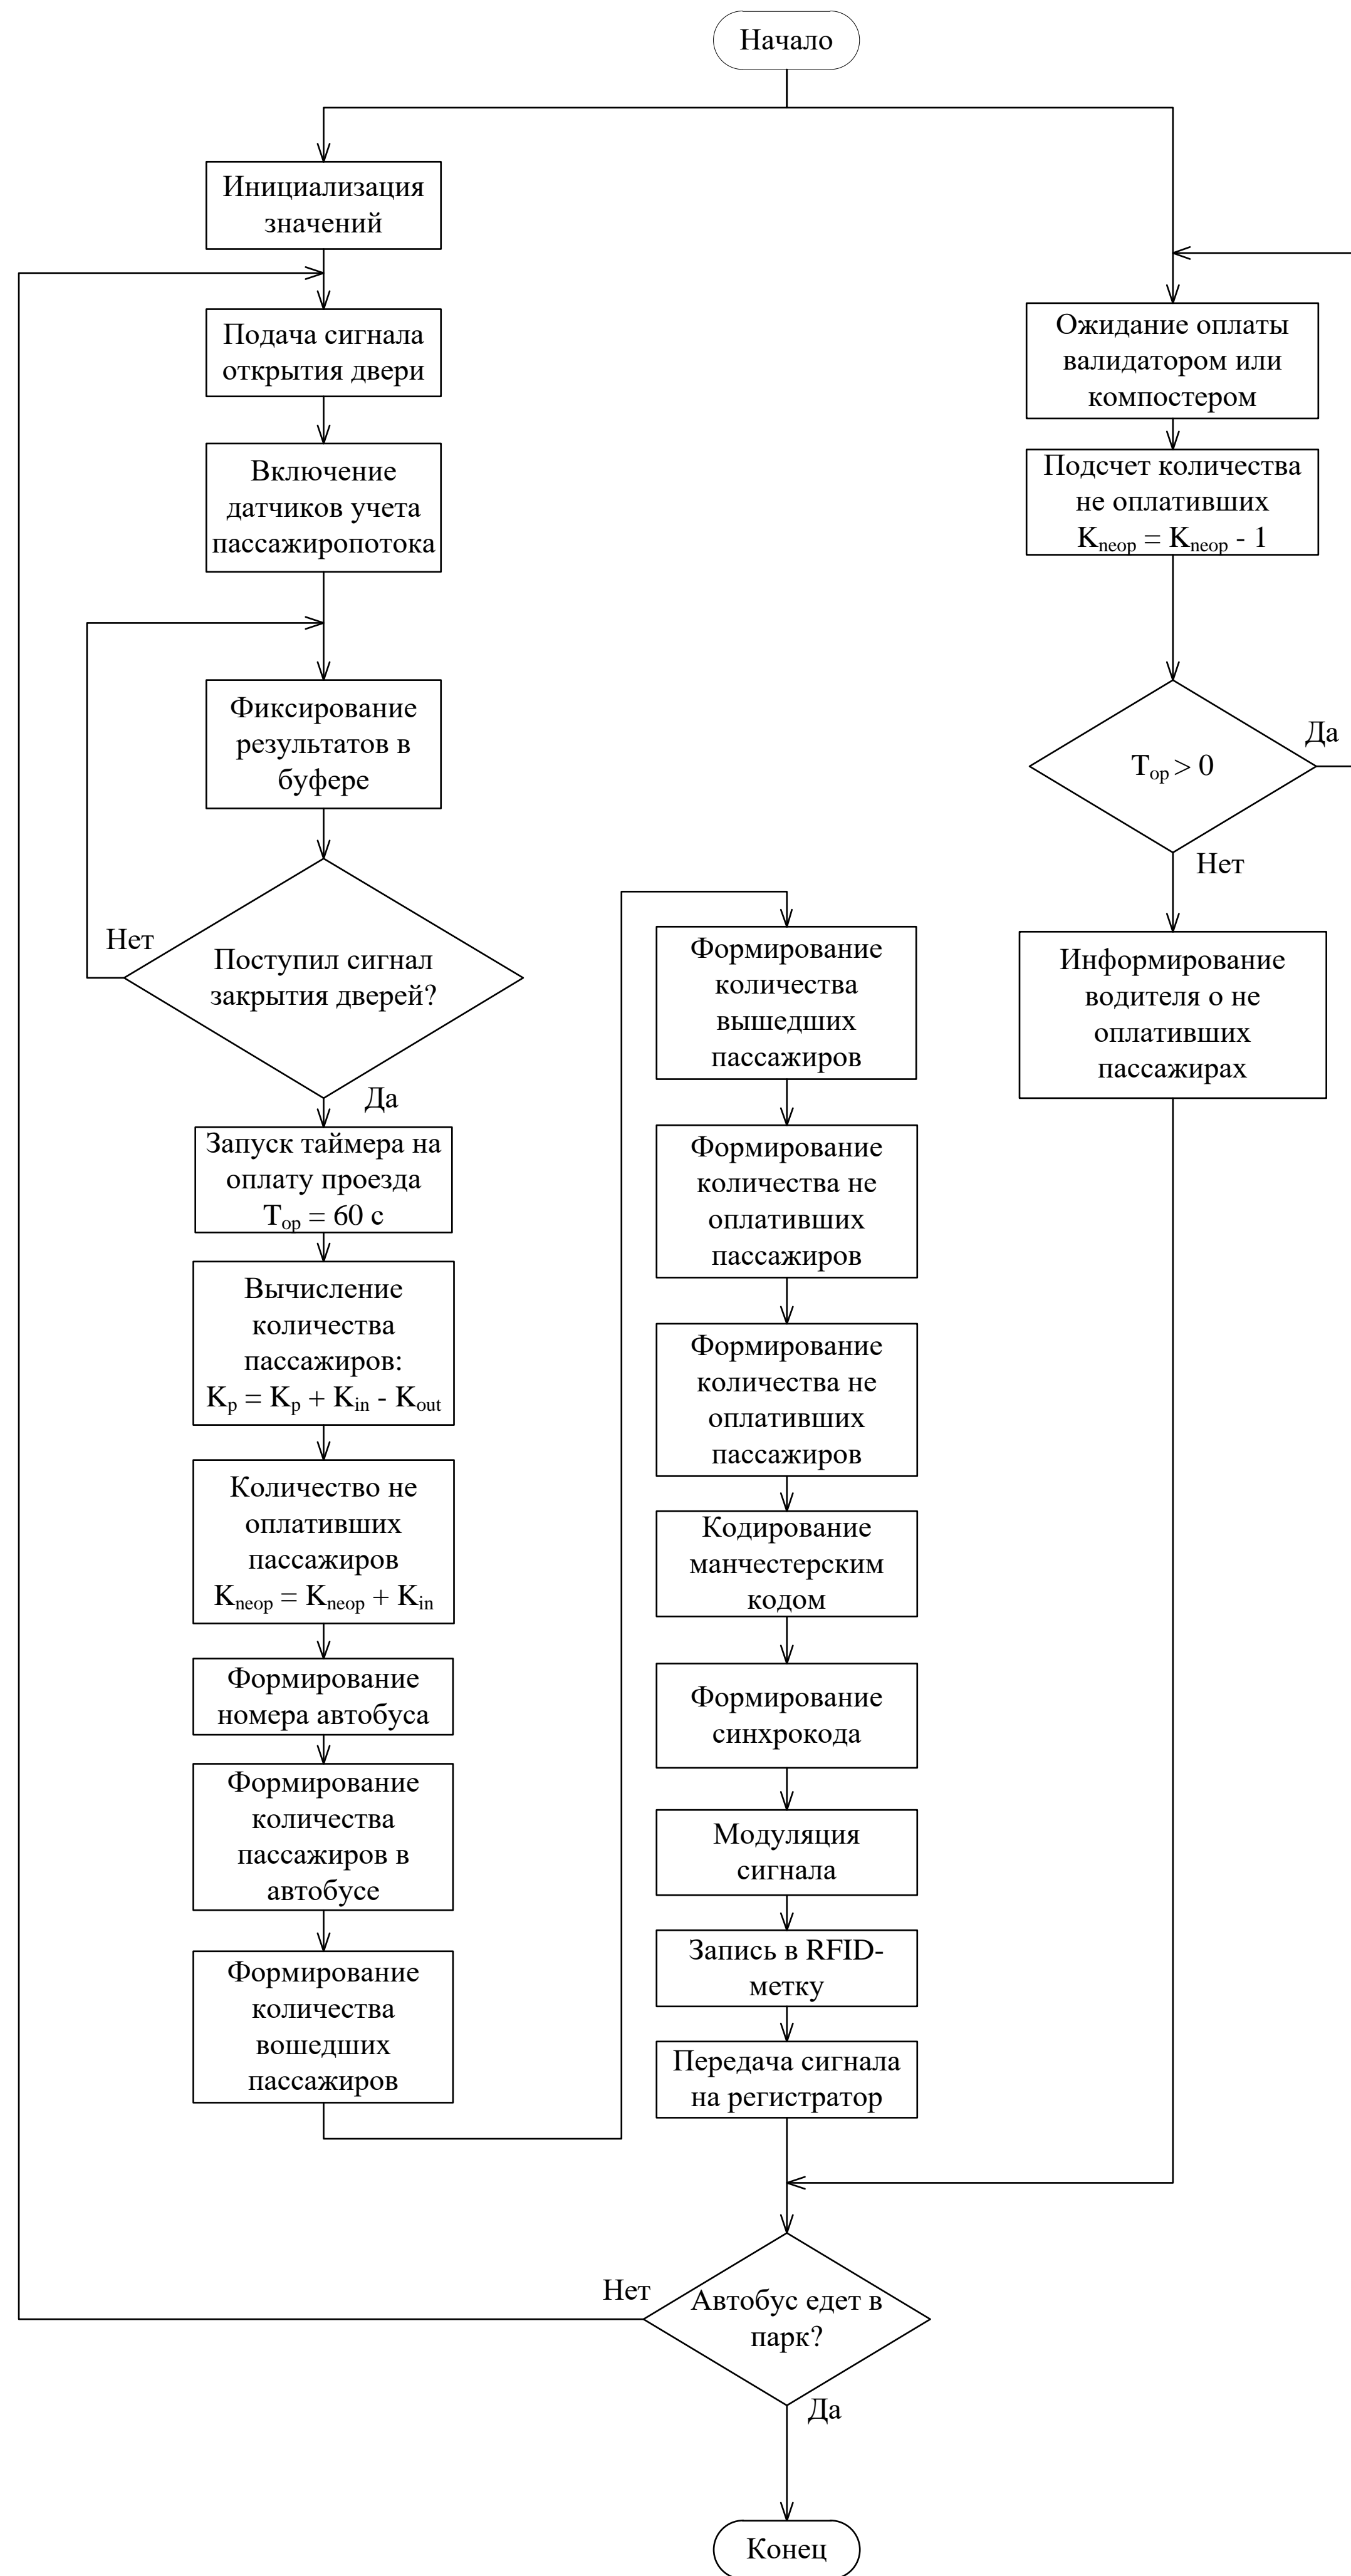 Начало
Инициализация
значений
Подача сигнала
открытия двери
Включение
датчиков учета
пассажиропотока
Фиксирование
результатов в
буфере
Нет
Поступил сигнал
закрытия дверей?
Да
Запуск таймера на
оплату проезда
Tор = 60 с
Вычисление
количества
пассажиров:
Kp = Kp + Kin - Kout
Количество не
оплативших
пассажиров
Kneop = Kneop + Kin
Формирование
номера автобуса
Формирование
количества
пассажиров в
автобусе
Формирование
количества
вошедших
пассажиров
Формирование
количества
вышедших
пассажиров
Формирование
количества не
оплативших
пассажиров
Формирование
количества не
оплативших
пассажиров
Кодирование
манчестерским
кодом
Формирование
синхрокода
Модуляция
сигнала
Запись в RFID-
метку
Передача сигнала
на регистратор
Ожидание оплаты
валидатором или
компостером
Подсчет количества
не оплативших
Kneop = Kneop - 1
Tор > 0
Да
Нет
Информирование
водителя о не
оплативших
пассажирах
Нет
Автобус едет в
парк?
Да
Конец